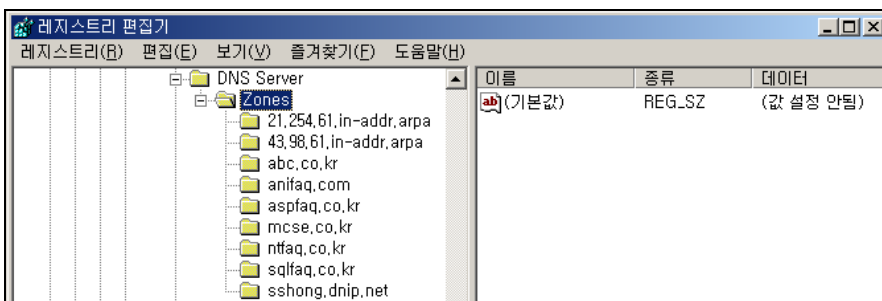 레지스트리 편집기
레지스트리(R) 편집(E) 보기(V) 즐겨찾기(F) 도움말(H)
DNS Server
Zones
21,254,61,in-addr,arpa
43,98,61,in-addr,arpa
abc,co,kr
anifaq,com
aspfaq,co,kr
mcse,co,kr
ntfaq,co,kr
sqlfaq,co,kr
sshong,dnip,net
이름 종류 데이터
ab (기본값) REG_SZ (값 설정 안됨)